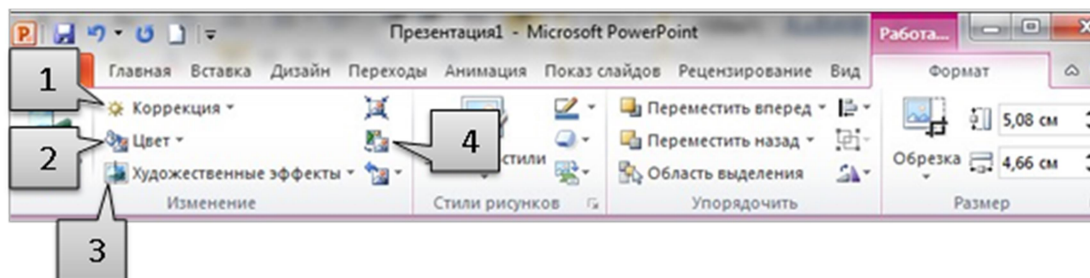 Презентация1 - Microsoft PowerPoint
Работа...
1
Главная Вставка Дизайн Переходы Анимация Показ слайдов Рецензирование Вид Формат
Коррекция
Переместить вперед
5,08 см
2
Цвет
4
стили
Переместить назад
Обрезка
4,66 см
Художественные эффекты
Область выделения
Изменение
Стили рисунков
Упорядочить
Размер
3